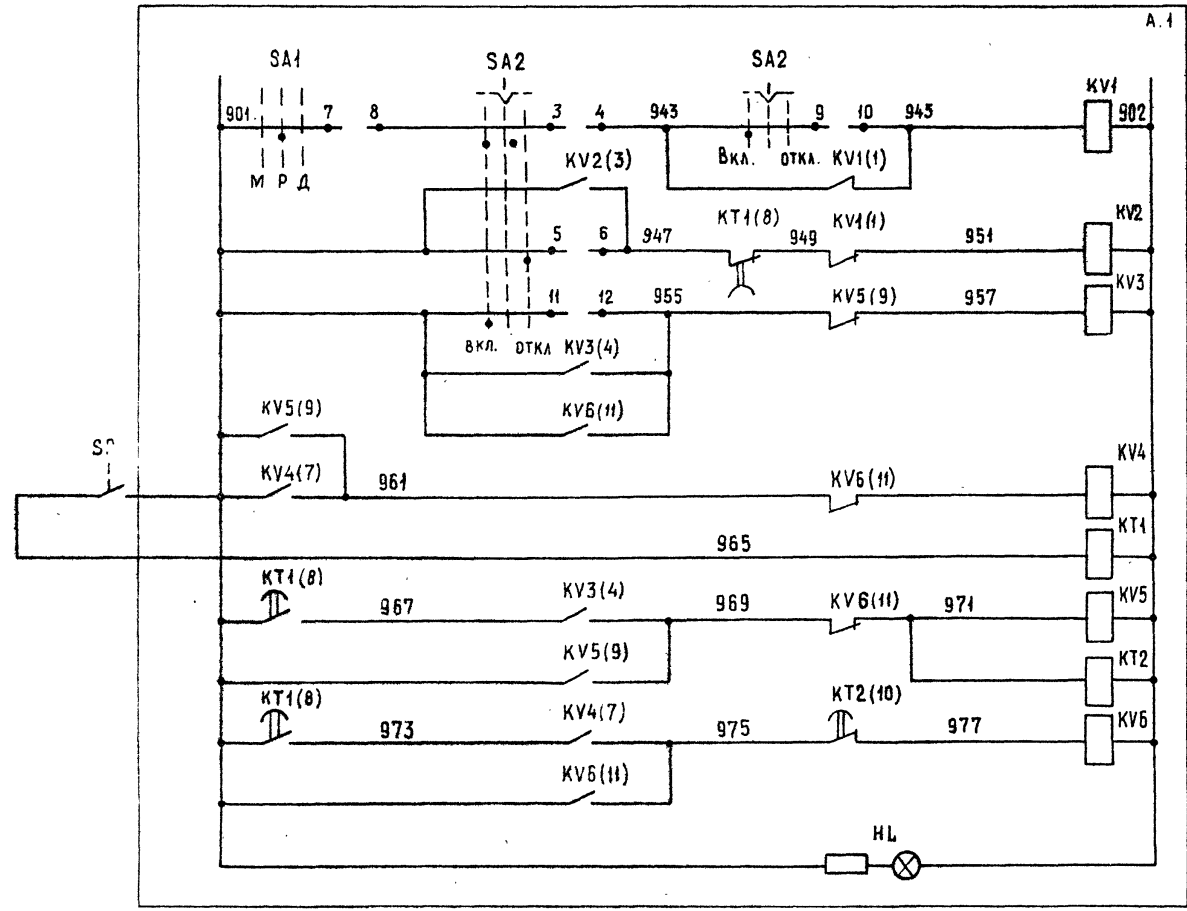 А.1
SA1
SA2
SA2
KV1
901.
7
8
3
4
943
9
10
945
902
М Р Д
ВКЛ.
ОТКЛ.
KV1(1)
KV2(3)
KT1(8)
KV1(1)
KV2
5
6
947
949
951
KV3
11
12
955
KV5(9)
957
ВКЛ.
ОТКЛ
KV3(4)
KV5(9)
KV6(11)
KV4
KV4(7)
961
KV6(11)
KT1
965
KT1(8)
967
KV3(4)
969
KV6(11)
971
KV5
KV5(9)
KT2
KT1(8)
973
KV4(7)
975
KT2(10)
977
KV6
KV6(11)
HL